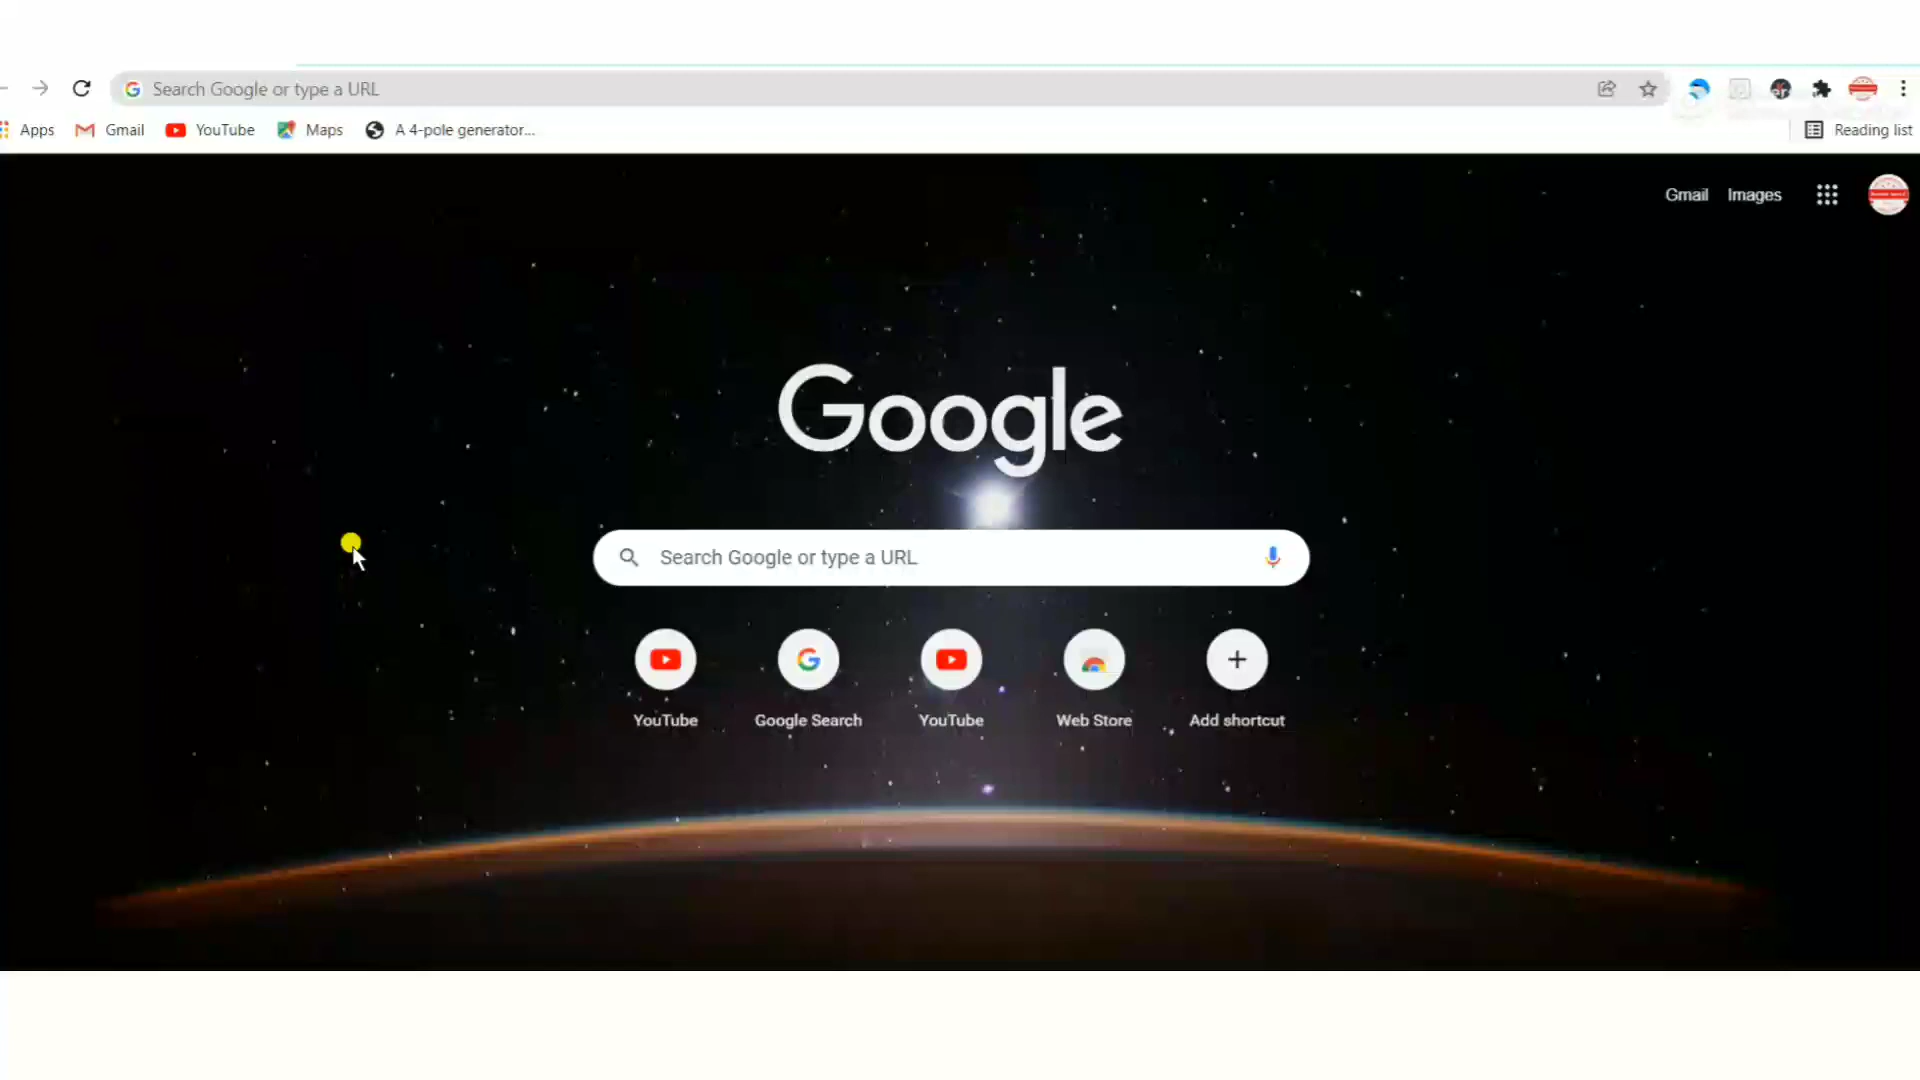 Search Google or type a URL
Apps Gmail YouTube Maps A 4-pole generator... Reading list
Gmail Images
Google
Search Google or type a URL
YouTube Google Search YouTube Web Store Add shortcut